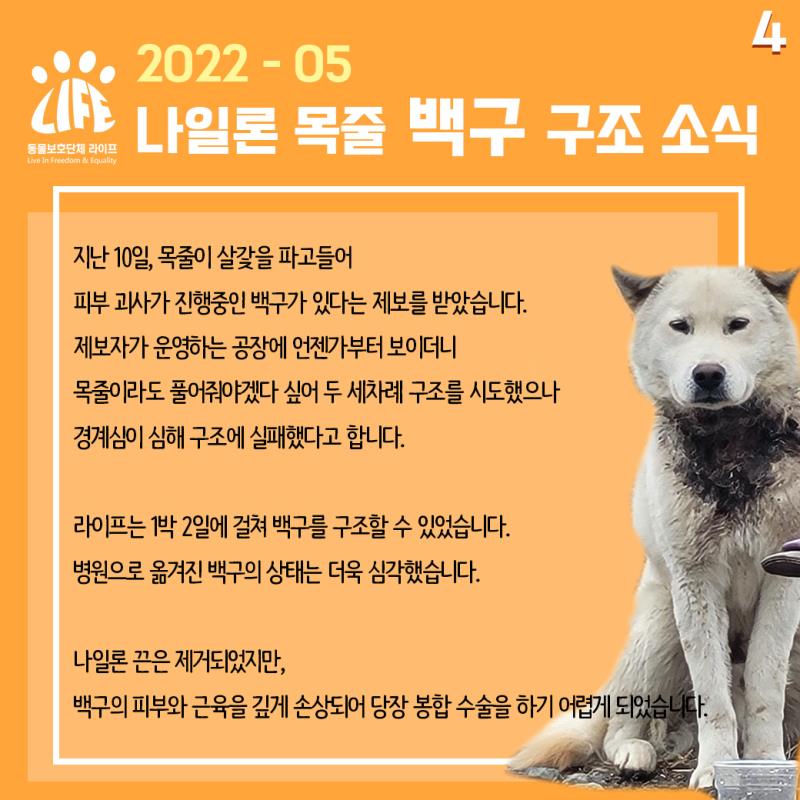 4
LIFE
동물보호단체 라이프
Live In Freedom & Equality
2022 - 05
나일론 목줄 백구 구조 소식
지난 10일, 목줄이 살갗을 파고들어
피부 괴사가 진행중인 백구가 있다는 제보를 받았습니다.
제보자가 운영하는 공장에 언젠가부터 보이더니
목줄이라도 풀어줘야겠다 싶어 두 세차례 구조를 시도했으나
경계심이 심해 구조에 실패했다고 합니다.
라이프는 1박 2일에 걸쳐 백구를 구조할 수 있었습니다.
병원으로 옮겨진 백구의 상태는 더욱 심각했습니다.
나일론 끈은 제거되었지만,
백구의 피부와 근육을 깊게 손상되어 당장 봉합 수술을 하기 어렵게 되었습니다.